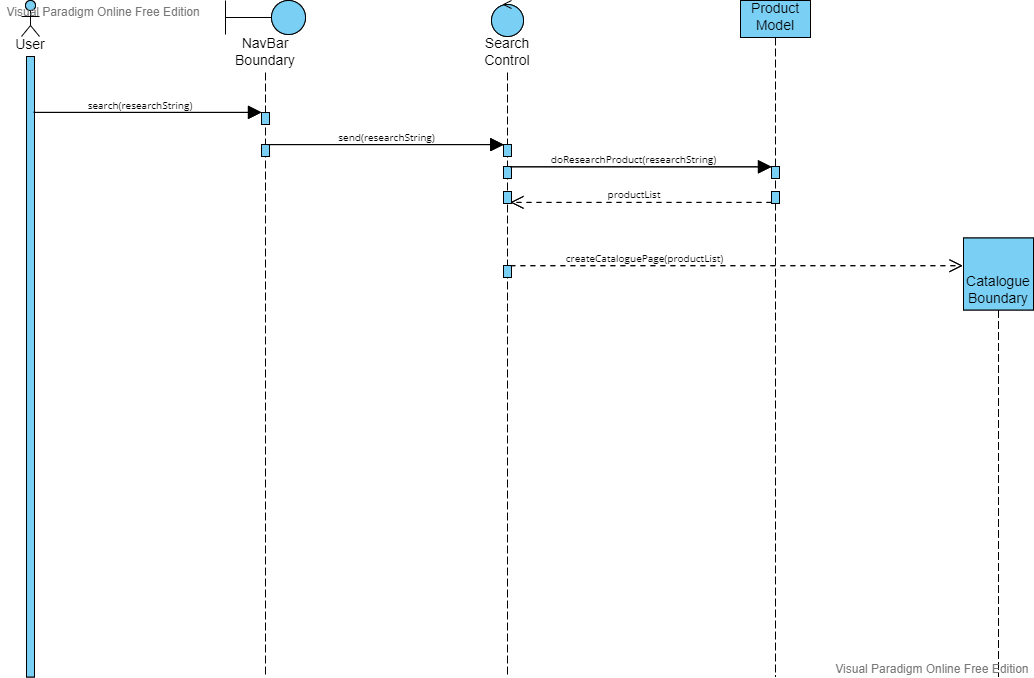 Visual Paradigm Online Free Edition
User
NavBar
Boundary
Search
Control
Product
Model
search(researchString)
send(researchString)
doResearchProduct(researchString)
productList
createCataloguePage(productList)
Catalogue
Boundary
Visual Paradigm Online Free Edition